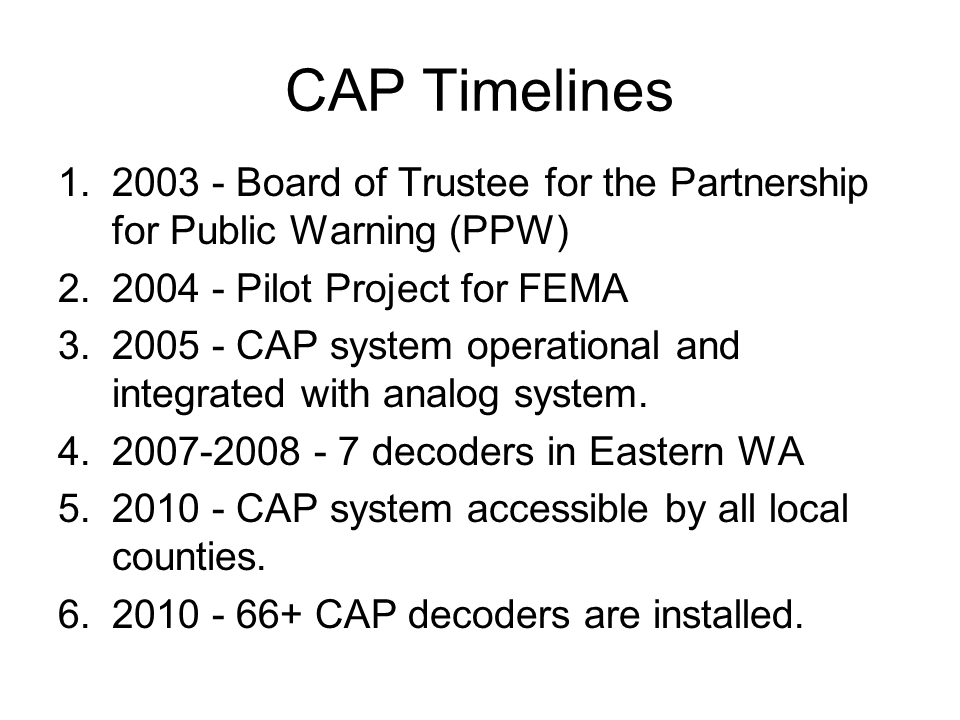 CAP Timelines
1. 2003 - Board of Trustee for the Partnership
for Public Warning (PPW)
2. 2004 - Pilot Project for FEMA
3. 2005 - CAP system operational and
integrated with analog system.
4. 2007-2008 - 7 decoders in Eastern WA
5. 2010 - CAP system accessible by all local
counties.
6. 2010 - 66+ CAP decoders are installed.